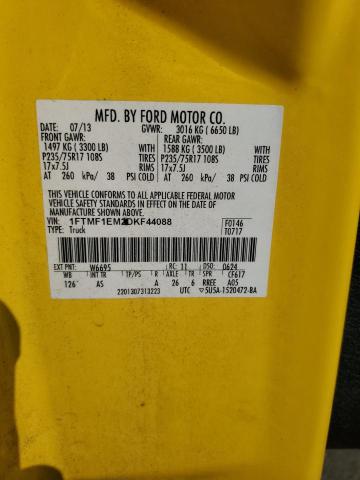 MFD. BY FORD MOTOR CO.
DATE: 07/13 GVWR: 3016 KG ( 6650 LB)
FRONT GAWR: REAR GAWR:
1497 KG ( 3300 LB) WITH 1588 KG ( 3500 LB) WITH
P235/75R17 108S TIRES P235/75R17 108S TIRES
17x7.5J RIMS 17x7.5J RIMS
AT 260 kPa/ 38 PSI COLD AT 260 kPa/ 38 PSI COLD
THIS VEHICLE CONFORMS TO ALL APPLICABLE FEDERAL MOTOR
VEHICLE SAFETY AND THEFT PREVENTION STANDARDS IN EFFECT ON THE DATE OF MANUFACTURE SHOWN ABOVE.
VIN: 1FTMF1EM2DKF44088 F0146
TYPE: Truck T0717
EXT PNT: W6695 RC: 11 DSO: 0624
WB INT TR TP/PS R AXLE TR SPR CF617
126 AS A 26 6 RREE A05
2201307313223 UTC 5U5A-1520472-BA